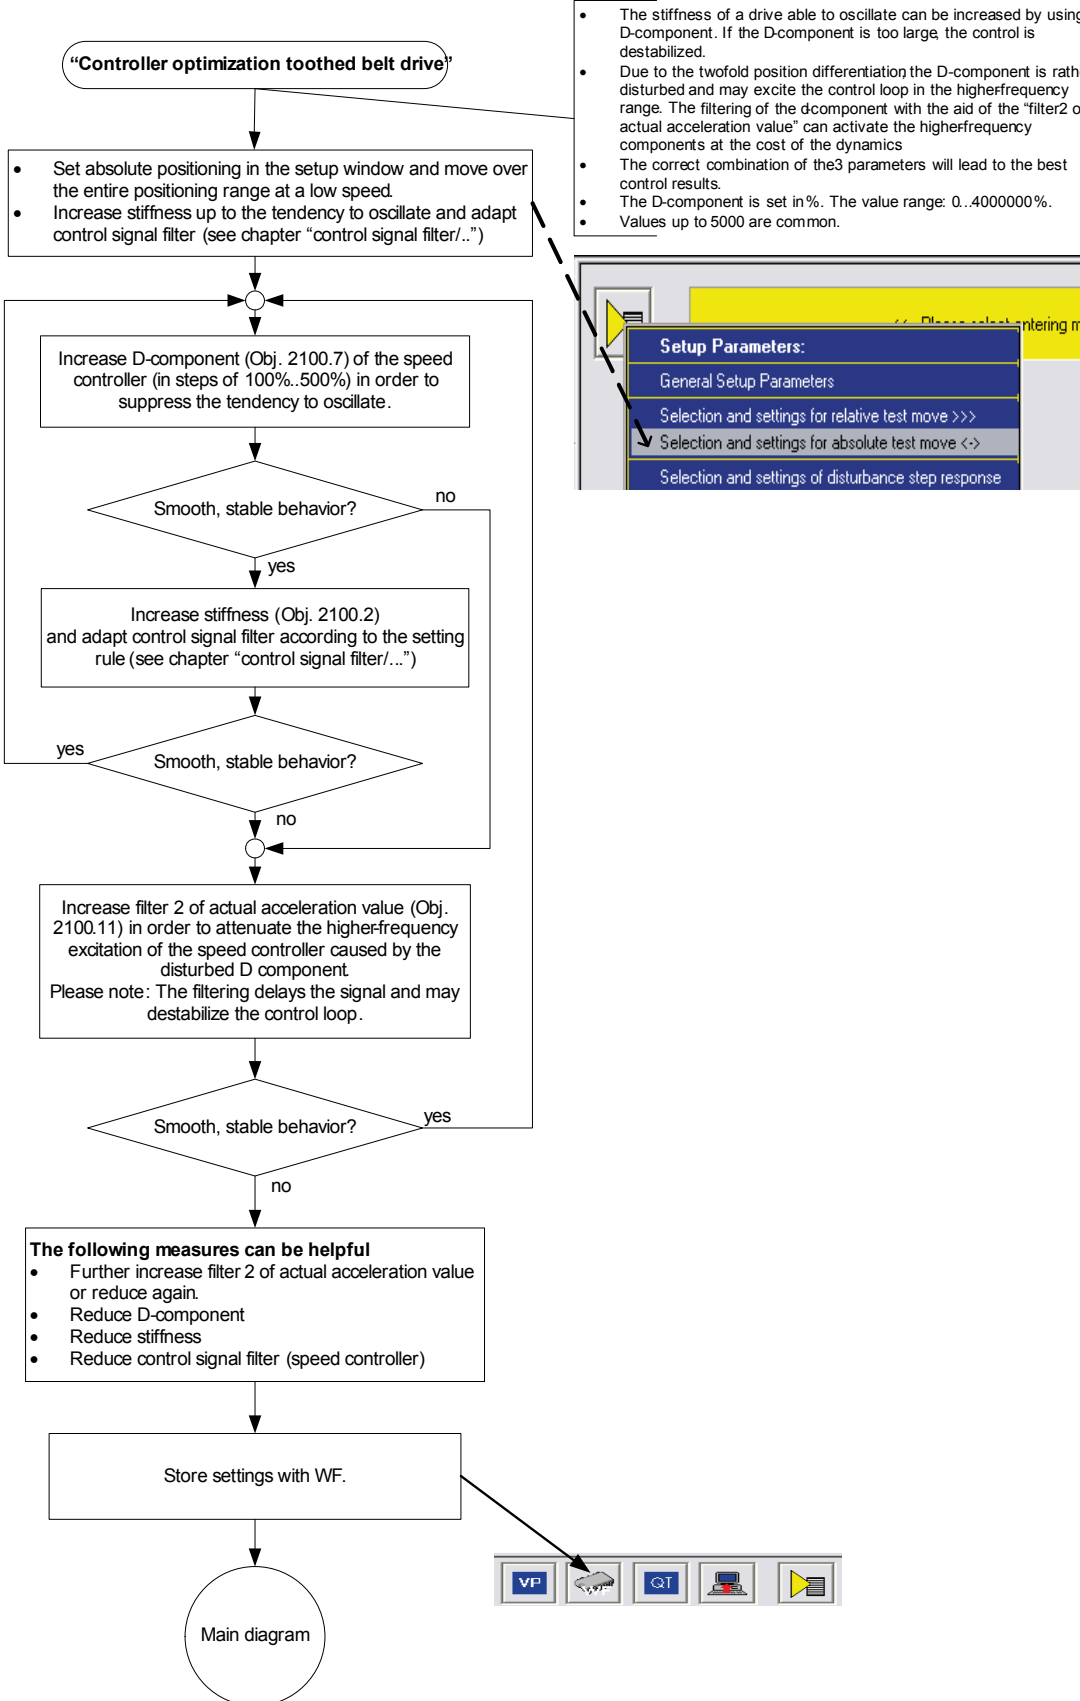 "Controller optimization toothed belt drive"
• The stiffness of a drive able to oscillate can be increased by using
D-component. If the D-component is too large, the control is
destabilized.
• Due to the twofold position differentiation, the D-component is rath
disturbed and may excite the control loop in the higher-frequency
range. The filtering of the d-component with the aid of the "filter2 o
actual acceleration value" can activate the higher-frequency
components at the cost of the dynamics
• The correct combination of the3 parameters will lead to the best
control results.
• The D-component is set in%. The value range: 0...4000000%.
• Values up to 5000 are common.
• Set absolute positioning in the setup window and move over
the entire positioning range at a low speed.
• Increase stiffness up to the tendency to oscillate and adapt
control signal filter (see chapter "control signal filter/..")
entering m
Setup Parameters:
General Setup Parameters
Selection and settings for relative test move >>>
Selection and settings for absolute test move <->
Selection and settings of disturbance step response
Increase D-component (Obj. 2100.7) of the speed
controller (in steps of 100%..500%) in order to
suppress the tendency to oscillate.
Smooth, stable behavior?
no
yes
Increase stiffness (Obj. 2100.2)
and adapt control signal filter according to the setting
rule (see chapter "control signal filter/...")
yes
Smooth, stable behavior?
no
Increase filter 2 of actual acceleration value (Obj.
2100.11) in order to attenuate the higher-frequency
excitation of the speed controller caused by the
disturbed D component.
Please note: The filtering delays the signal and may
destabilize the control loop.
Smooth, stable behavior?
yes
no
The following measures can be helpful
• Further increase filter 2 of actual acceleration value
or reduce again.
• Reduce D-component
• Reduce stiffness
• Reduce control signal filter (speed controller)
Store settings with WF.
VP
WF
QT
Main diagram